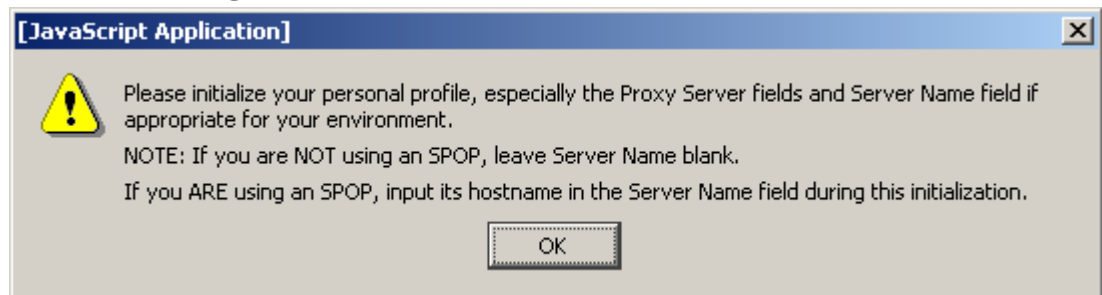 [JavaScript Application]
Please initialize your personal profile, especially the Proxy Server fields and Server Name field if
appropriate for your environment.
NOTE: If you are NOT using an SPOP, leave Server Name blank.
If you ARE using an SPOP, input its hostname in the Server Name field during this initialization.
OK